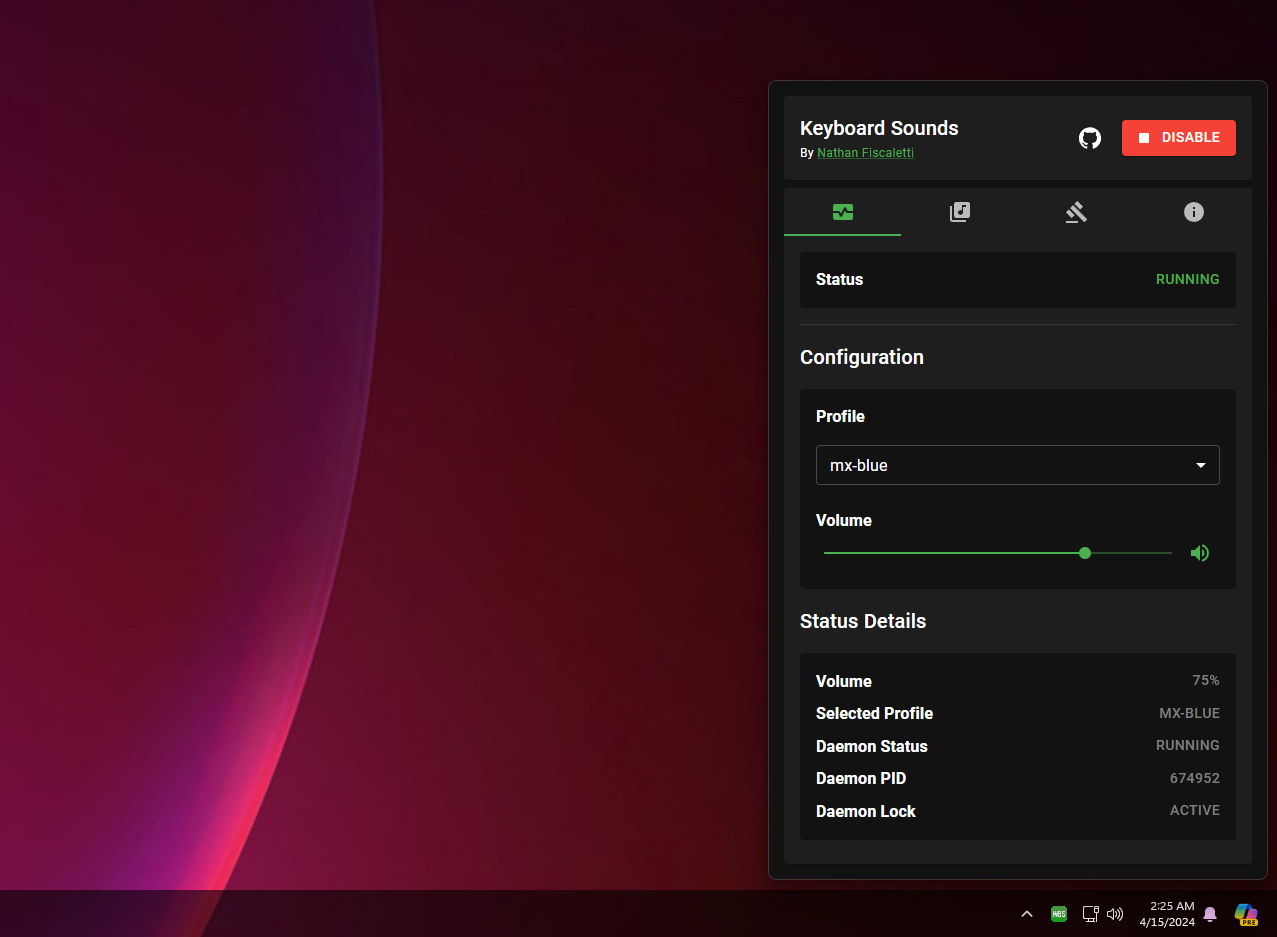 Keyboard Sounds
By Nathan Fiscaletti
DISABLE
Status
RUNNING
Configuration
Profile
mx-blue
Volume
Status Details
Volume
75%
Selected Profile
MX-BLUE
Daemon Status
RUNNING
Daemon PID
674952
Daemon Lock
ACTIVE
2:25 AM
4/15/2024
PRE